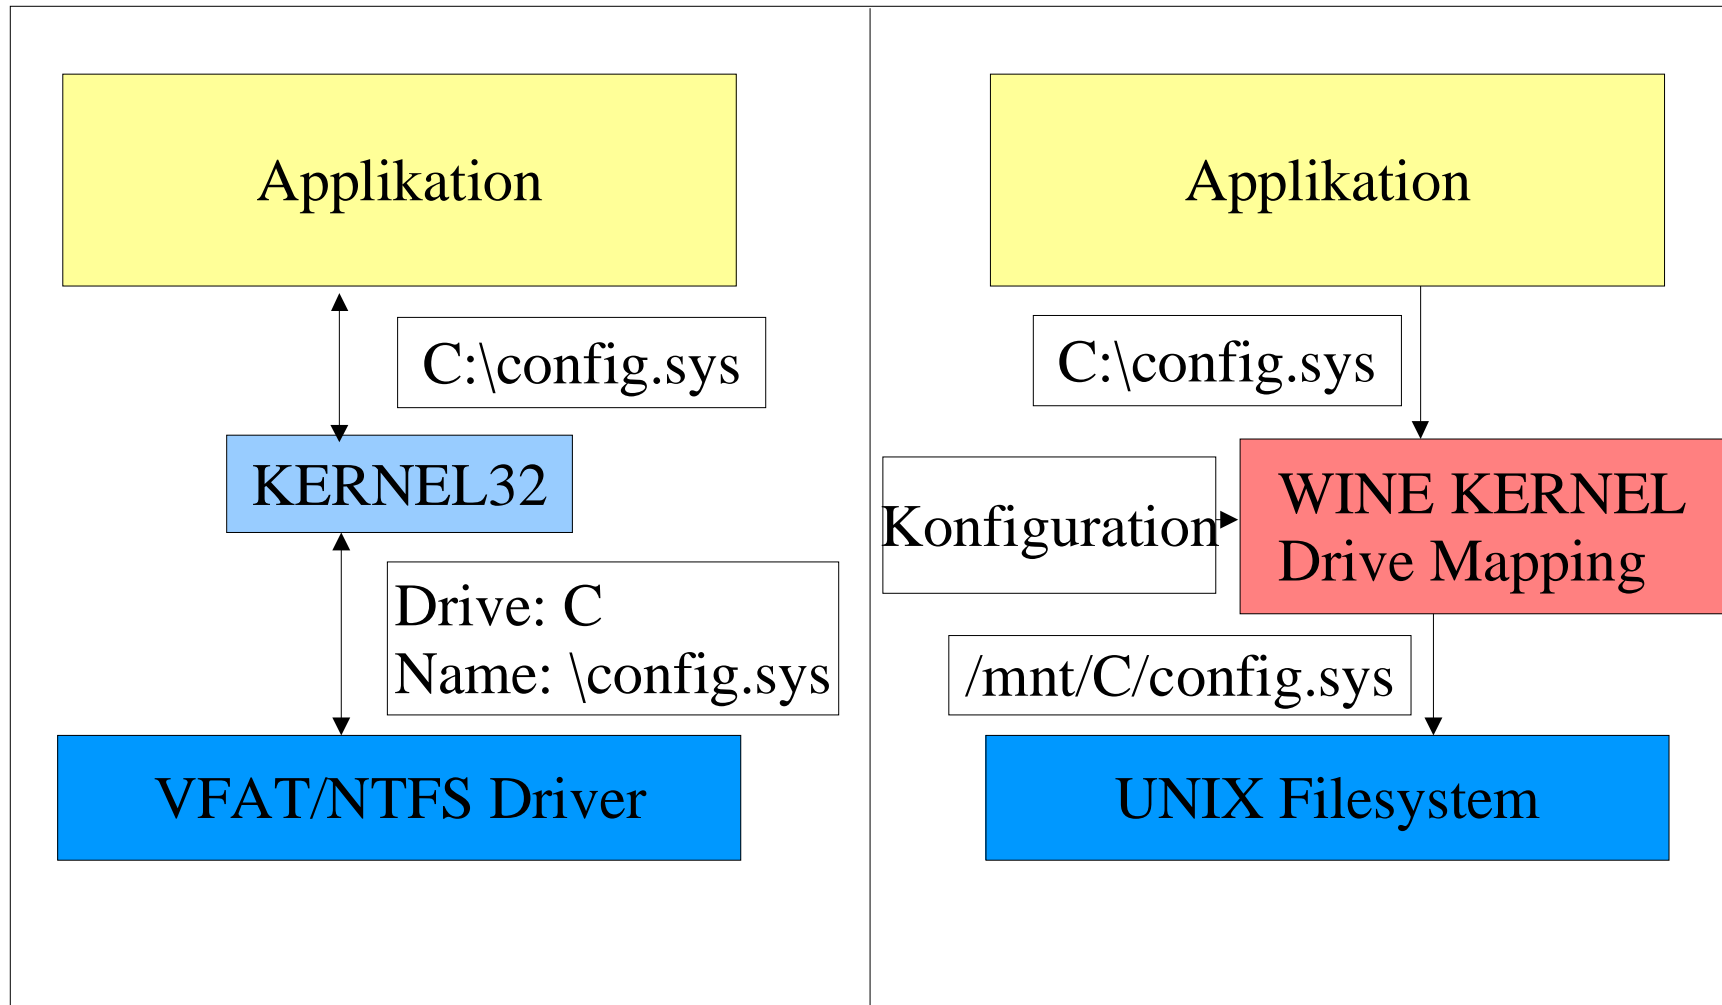 Applikation
C:\config.sys
KERNEL32
Drive: C
Name: \config.sys
VFAT/NTFS Driver
Applikation
C:\config.sys
Konfiguration
WINE KERNEL
Drive Mapping
/mnt/C/config.sys
UNIX Filesystem